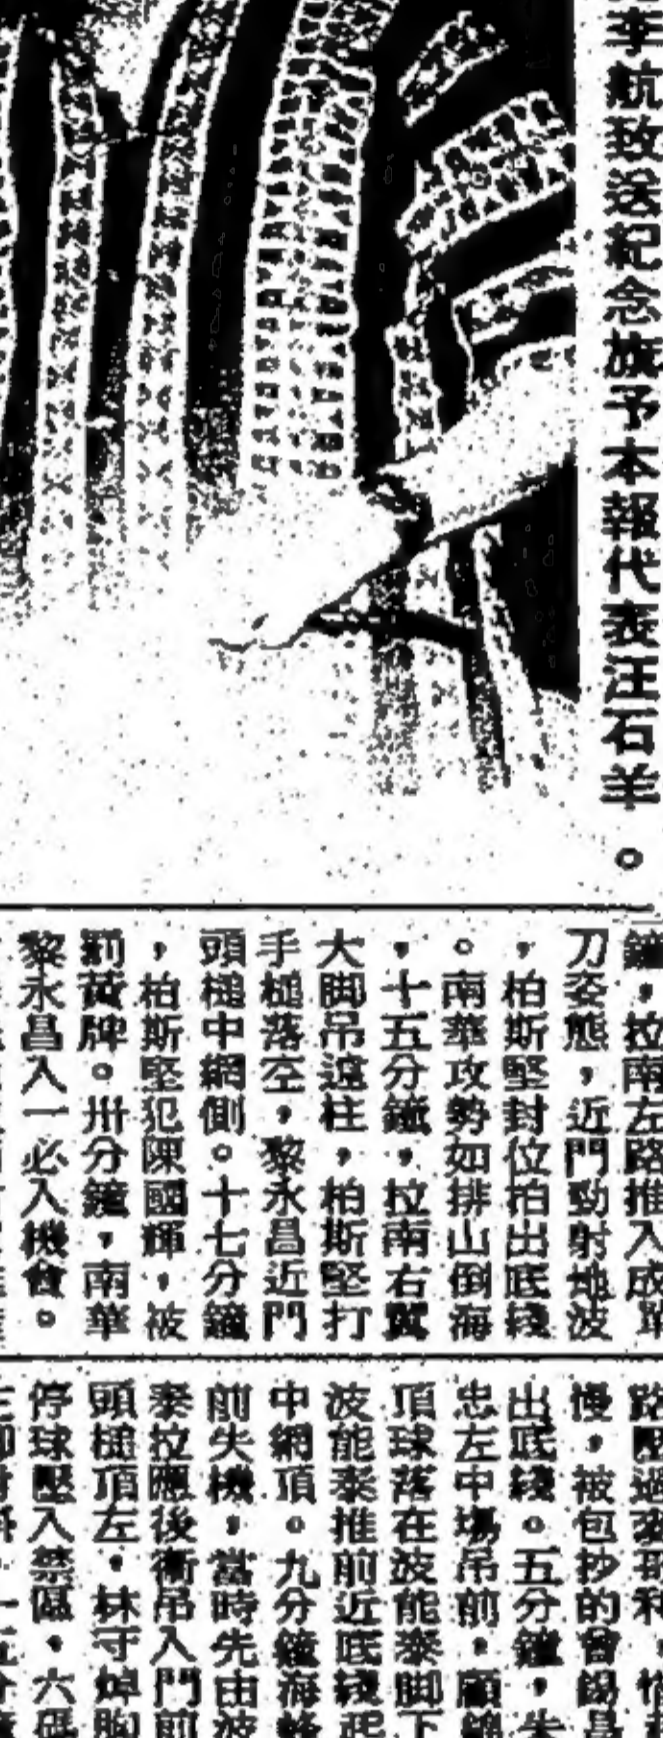 李航玫送紀念旗予本報代表汪石羊。
鐘，拉南左路推入成單
刀姿態，近門勁射地波
，柏斯堅封位拍出底綫
。南華攻勢如排山倒海
，十五分鐘，拉南右翼
大脚吊遠柱，柏斯堅打
手槌落空，黎永昌近門
頭槌中網側。十七分鐘
，柏斯堅犯陳國輝，被
罰黃牌。卅分鐘，南華
黎永昌入一必入機會。
慢，被包抄的曾錫昌
出底綫。五分鐘，朱
忠左中場吊前，顧錦
頂球落在波能泰脚下
波能泰推前近底綫起
中網頂。九分鐘海蜂
前失機，當時先由波
泰拉應後衛吊入門前
頭槌頂左，林守焯胸
停球壓入禁區，六碼